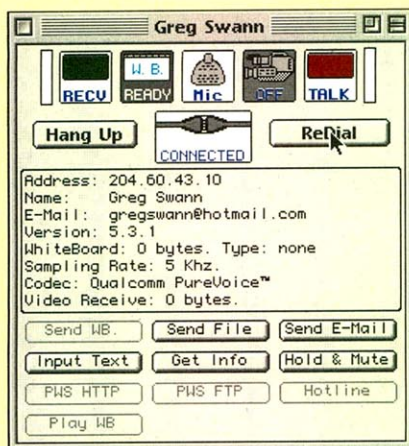 Greg Swann
RECV
W. B.
READY
Mic
OFF
TALK
Hang Up
CONNECTED
ReDial
Address: 204.60.43.10
Name: Greg Swann
E-Mail: gregswann@hotmail.com
Version: 5.3.1
WhiteBoard: 0 bytes. Type: none
Sampling Rate: 5 Khz.
Codec: Qualcomm PureVoice™
Video Receive: 0 bytes.
Send WB. Send File Send E-Mail
Input Text Get Info Hold & Mute
PWS HTTP PWS FTP Hotline
Play WB